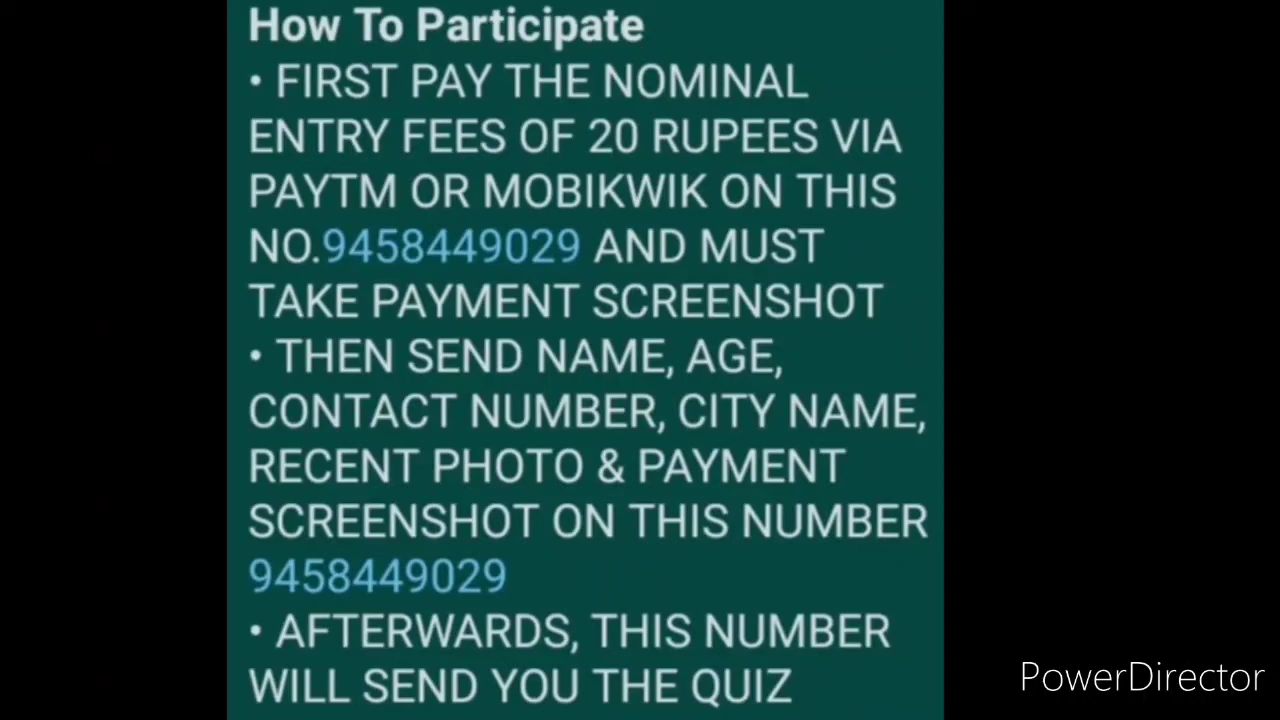 How To Participate
• FIRST PAY THE NOMINAL
ENTRY FEES OF 20 RUPEES VIA
PAYTM OR MOBIKWIK ON THIS
NO.9458449029 AND MUST
TAKE PAYMENT SCREENSHOT
• THEN SEND NAME, AGE,
CONTACT NUMBER, CITY NAME,
RECENT PHOTO & PAYMENT
SCREENSHOT ON THIS NUMBER
9458449029
• AFTERWARDS, THIS NUMBER
WILL SEND YOU THE QUIZ
PowerDirector